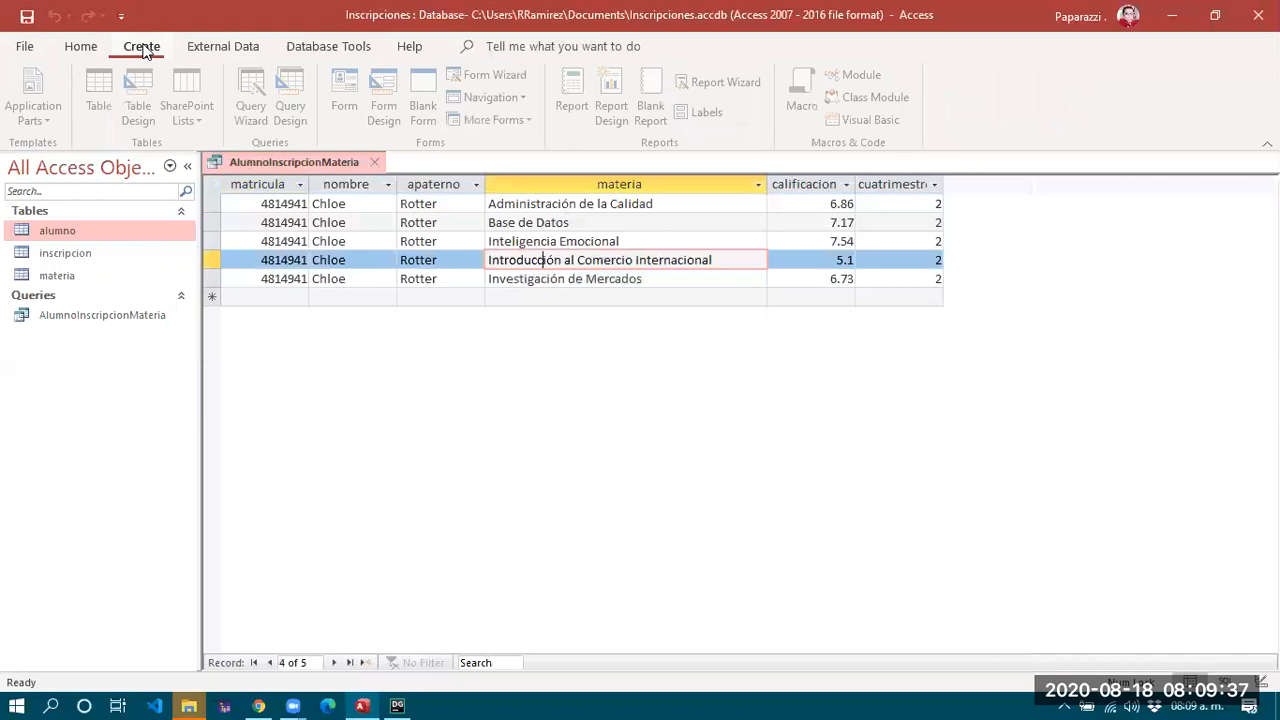 Inscripciones : Database- C:\Users\RRamirez\Documents\Inscripciones.accdb (Access 2007 - 2016 file format) - Access
Paparazzi .
File
Home
Create
External Data
Database Tools
Help
Tell me what you want to do
Application Parts
Table
Table Design
SharePoint Lists
Query Wizard
Query Design
Form
Form Design
Blank Form
Form Wizard
Navigation
More Forms
Report
Report Design
Blank Report
Report Wizard
Labels
Macro
Module
Class Module
Visual Basic
Templates
Tables
Queries
Forms
Reports
Macros & Code
All Access Obje...
Search...
Tables
alumno
inscripcion
materia
Queries
AlumnoInscripcionMateria
AlumnoInscripcionMateria
matricula nombre apaterno materia calificacion cuatrimestre
4814941 Chloe Rotter Administración de la Calidad 6.86 2
4814941 Chloe Rotter Base de Datos 7.17 2
4814941 Chloe Rotter Inteligencia Emocional 7.54 2
4814941 Chloe Rotter Introducción al Comercio Internacional 5.1 2
4814941 Chloe Rotter Investigación de Mercados 6.73 2
Record: 4 of 5 No Filter Search
Ready
Num Lock
2020-08-18 08:09:37
DG
08:09 a. m.